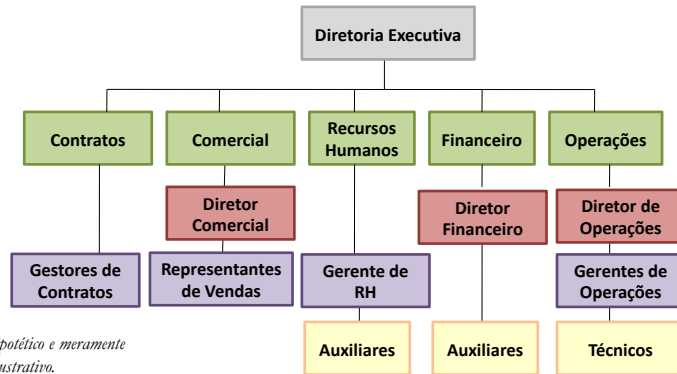 Diretoria Executiva
Contratos
Comercial
Recursos
Humanos
Financeiro
Operações
Diretor
Comercial
Diretor
Financeiro
Diretor de
Operações
Gestores de
Contratos
Representantes
de Vendas
Gerente de
RH
Gerentes de
Operações
Auxiliares
Auxiliares
Técnicos
e meramente